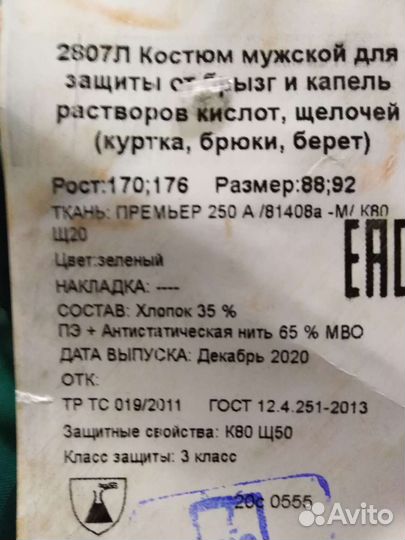 2807Л Костюм мужской для
защиты от брызг и капель
растворов кислот, щелочей
(куртка, брюки, берет)
Рост:170;176 Размер:88;92
ТКАНЬ: ПРЕМЬЕР 250 А /81408а -М/ К80
Щ20
Цвет:зеленый
НАКЛАДКА: ----
EAC
СОСТАВ: Хлопок 35 %
ПЭ + Антистатическая нить 65 % МВО
ДАТА ВЫПУСКА: Декабрь 2020
ОТК:
ТР ТС 019/2011 ГОСТ 12.4.251-2013
Защитные свойства: К80 Щ50
Класс защиты: 3 класс
20с 0555
Avito